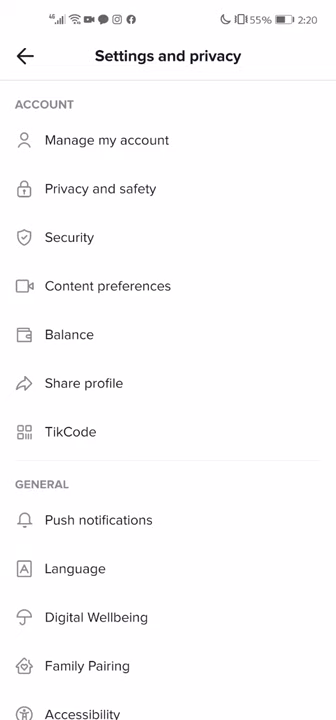 4G 55% 2:20
Settings and privacy
ACCOUNT
Manage my account
Privacy and safety
Security
Content preferences
Balance
Share profile
TikCode
GENERAL
Push notifications
Language
Digital Wellbeing
Family Pairing
Accessibility